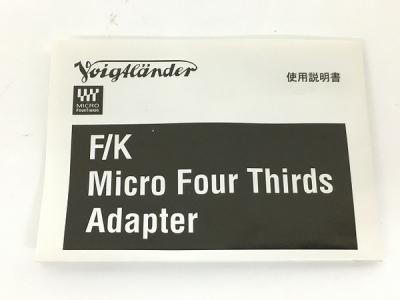 Voigtländer
使用説明書
MICRO
FOURTHIRDS
F/K
Micro Four Thirds
Adapter